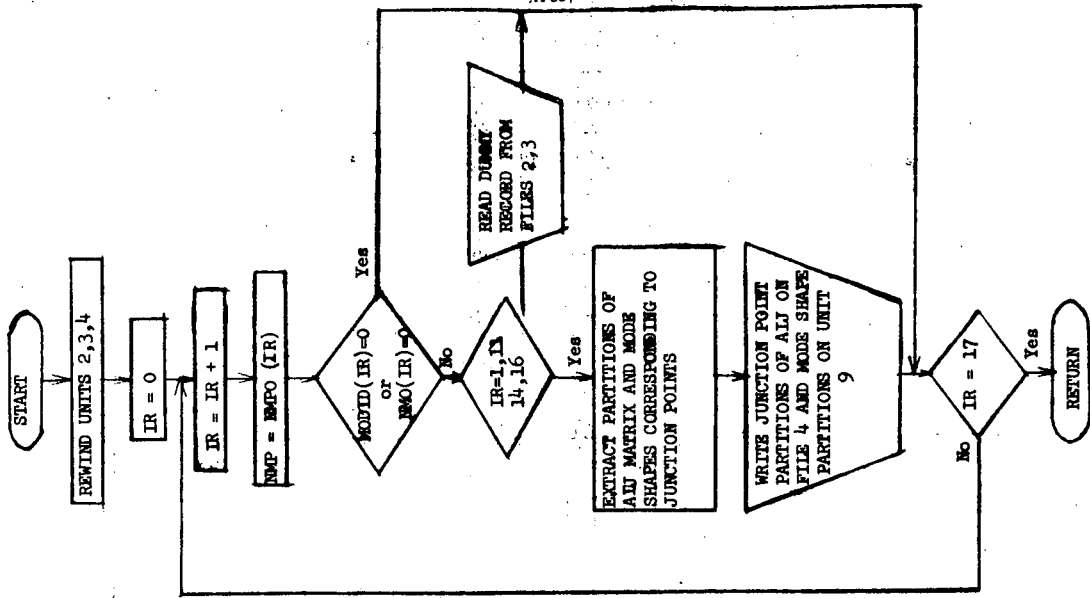 START
REWIND UNITS 2,3,4
IR = 0
IR = IR + 1
NMP = NMPO (IR)
MODID(IR)=0
or
NMO(IR)=0
Yes
No
IR=1,11
14,16
READ DUMMY
RECORD FROM
FILES 2,3
Yes
EXTRACT PARTITIONS OF
AIJ MATRIX AND MODE
SHAPES CORRESPONDING TO
JUNCTION POINTS
WRITE JUNCTION POINT
PARTITIONS OF AIJ ON
FILE 4 AND MODE SHAPE
PARTITIONS ON UNIT
9
IR = 17
No
Yes
RETURN